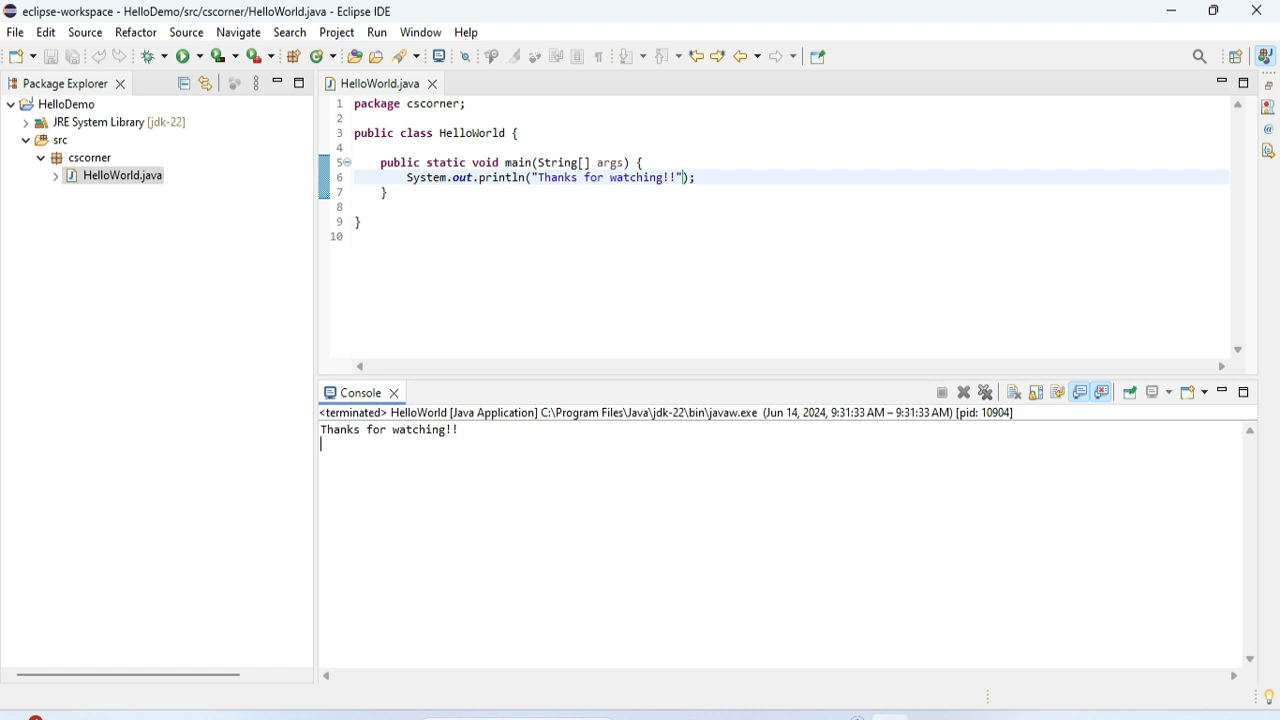 eclipse-workspace - HelloDemo/src/cscorner/HelloWorld.java - Eclipse IDE
File Edit Source Refactor Source Navigate Search Project Run Window Help
Package Explorer
HelloDemo
JRE System Library [jdk-22]
src
cscorner
HelloWorld.java
HelloWorld.java
1 package cscorner;
2
3 public class HelloWorld {
4
5 public static void main(String[] args) {
6 System.out.println("Thanks for watching!!");
7 }
8
9 }
10
Console
<terminated> HelloWorld [Java Application] C:\Program Files\Java\jdk-22\bin\javaw.exe (Jun 14, 2024, 9:31:33 AM – 9:31:33 AM) [pid: 10904]
Thanks for watching!!